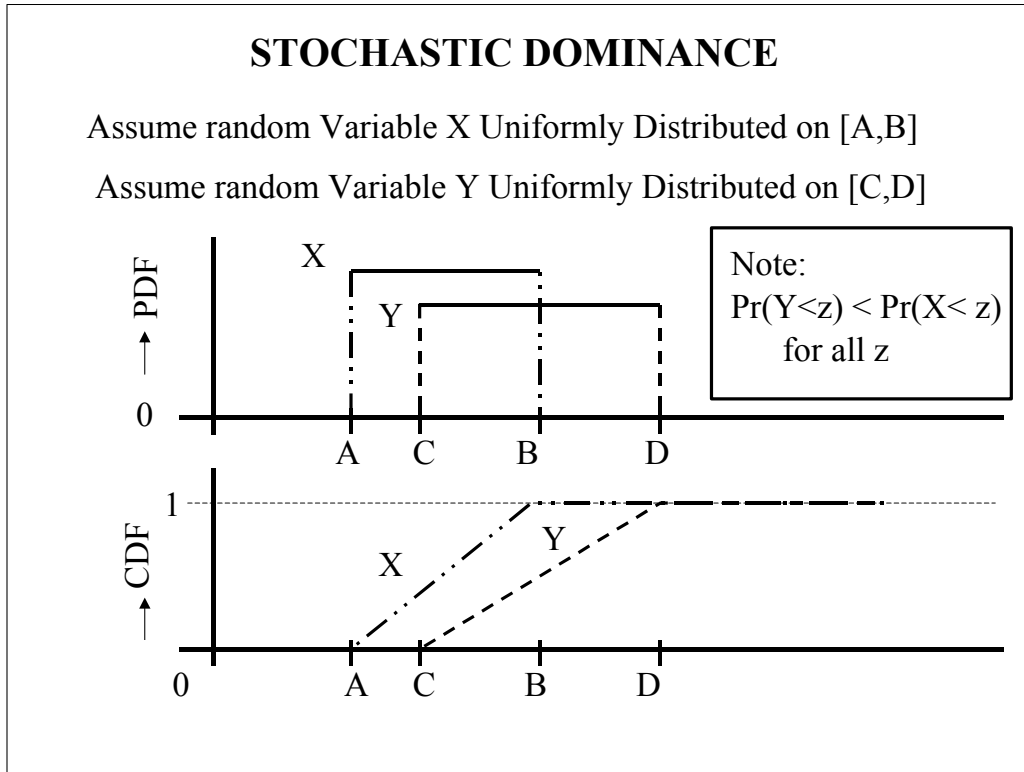 STOCHASTIC DOMINANCE
Assume random Variable X Uniformly Distributed on [A,B]
Assume random Variable Y Uniformly Distributed on [C,D]
Note:
Pr(Y<z) < Pr(X< z)
for all z
PDF
X
Y
0
A C B D
CDF
1
X
Y
0
A C B D